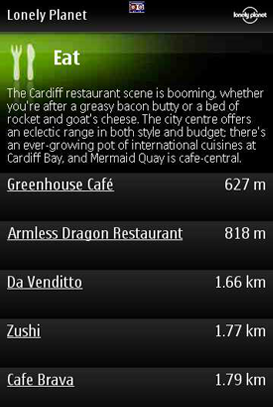 Lonely Planet
lonely planet
Eat
The Cardiff restaurant scene is booming, whether
you're after a greasy bacon butty or a bed of
rocket and goat's cheese. The city centre offers
an eclectic range in both style and budget; there's
an ever-growing pot of international cuisines at
Cardiff Bay, and Mermaid Quay is cafe-central.
Greenhouse Café 627 m
Armless Dragon Restaurant 818 m
Da Venditto 1.66 km
Zushi 1.77 km
Cafe Brava 1.79 km